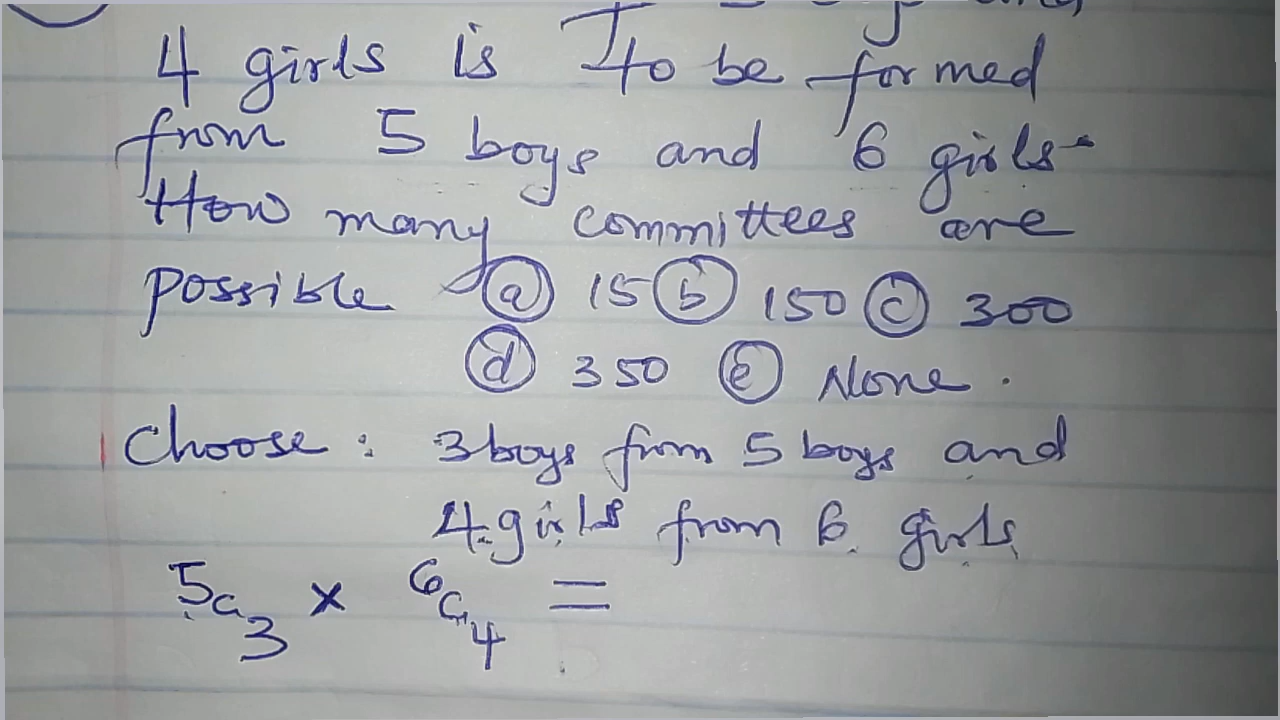 4 girls is to be formed
from 5 boys and 6 girls-
How many committees are
possible (a) 15 (b) 150 (c) 300
(d) 350 (e) None.
Choose: 3 boys from 5 boys and
4 girls from 6 girls
5C3 × 6C4 =